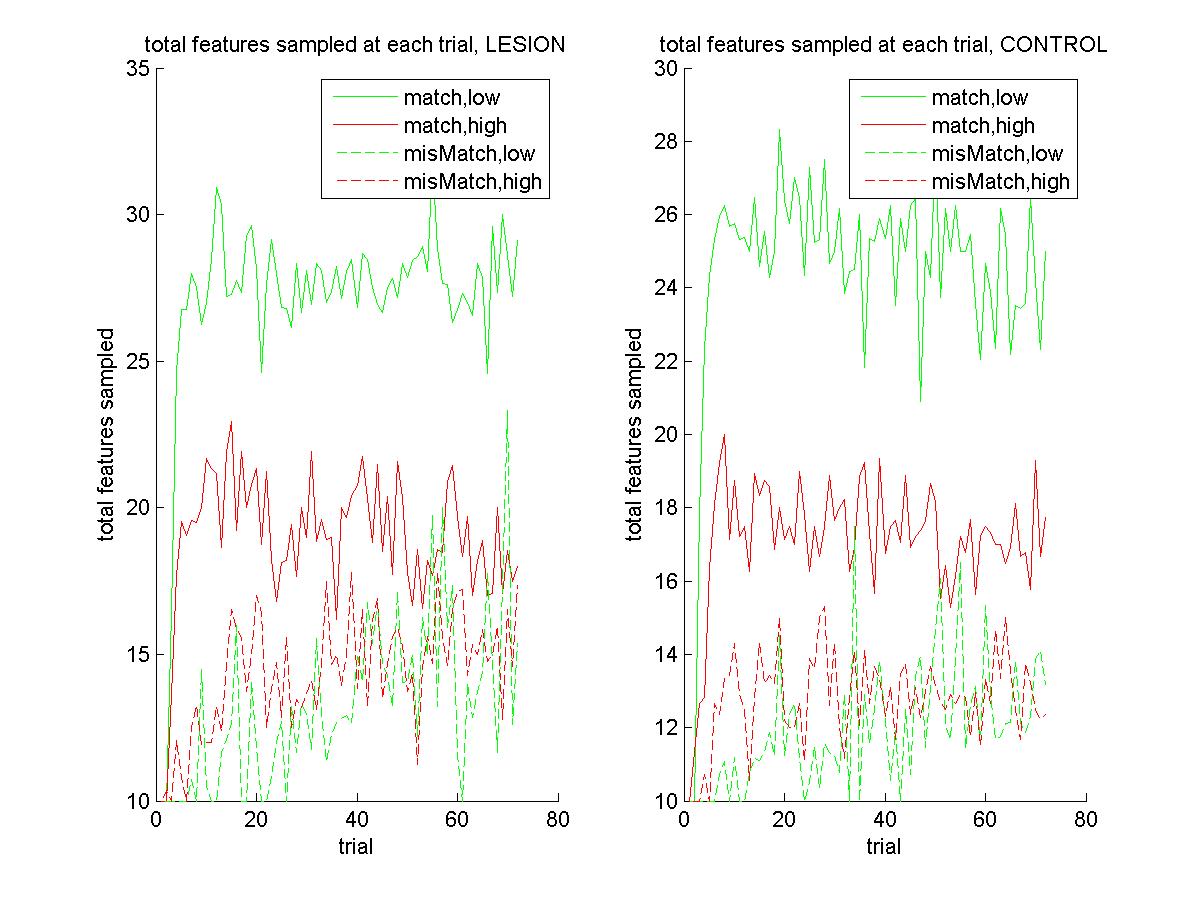 total features sampled at each trial, LESION
35
30
25
20
15
10
0
20
40
60
80
total features sampled
trial
match,low
match,high
misMatch,low
misMatch,high
total features sampled at each trial, CONTROL
30
28
26
24
22
20
18
16
14
12
10
0
20
40
60
80
total features sampled
trial
match,low
match,high
misMatch,low
misMatch,high